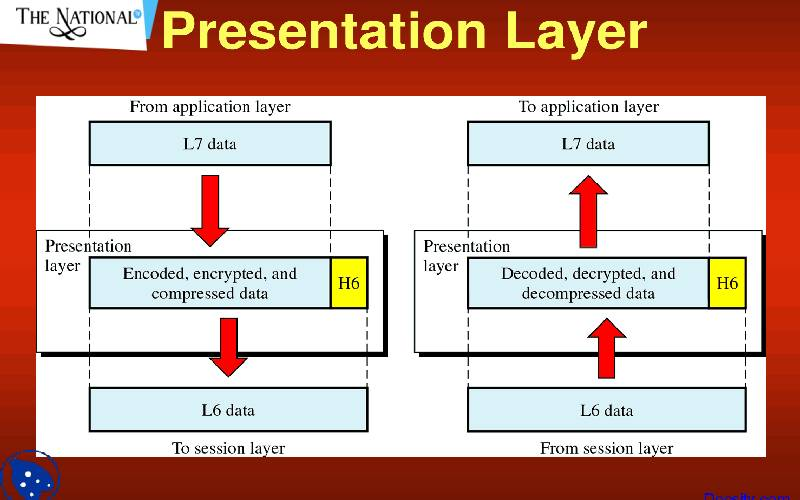 THE NATIONAL
Presentation Layer
From application layer
L7 data
Presentation
layer
Encoded, encrypted, and
compressed data
H6
L6 data
To session layer
To application layer
L7 data
Presentation
layer
Decoded, decrypted, and
decompressed data
H6
L6 data
From session layer